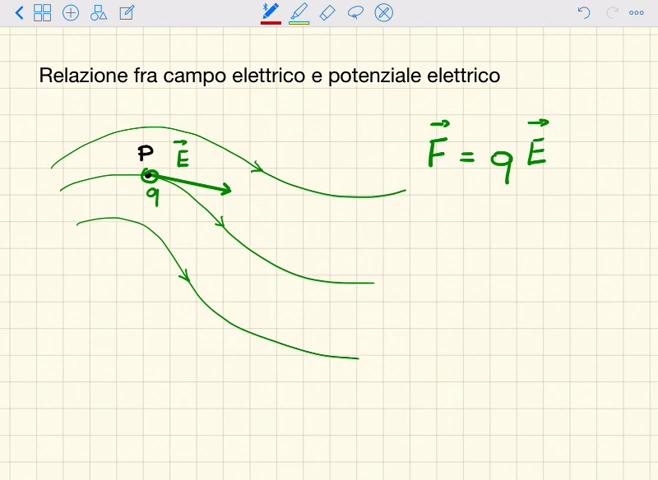 Relazione fra campo elettrico e potenziale elettrico
P E⃗
q
F⃗ = q E⃗